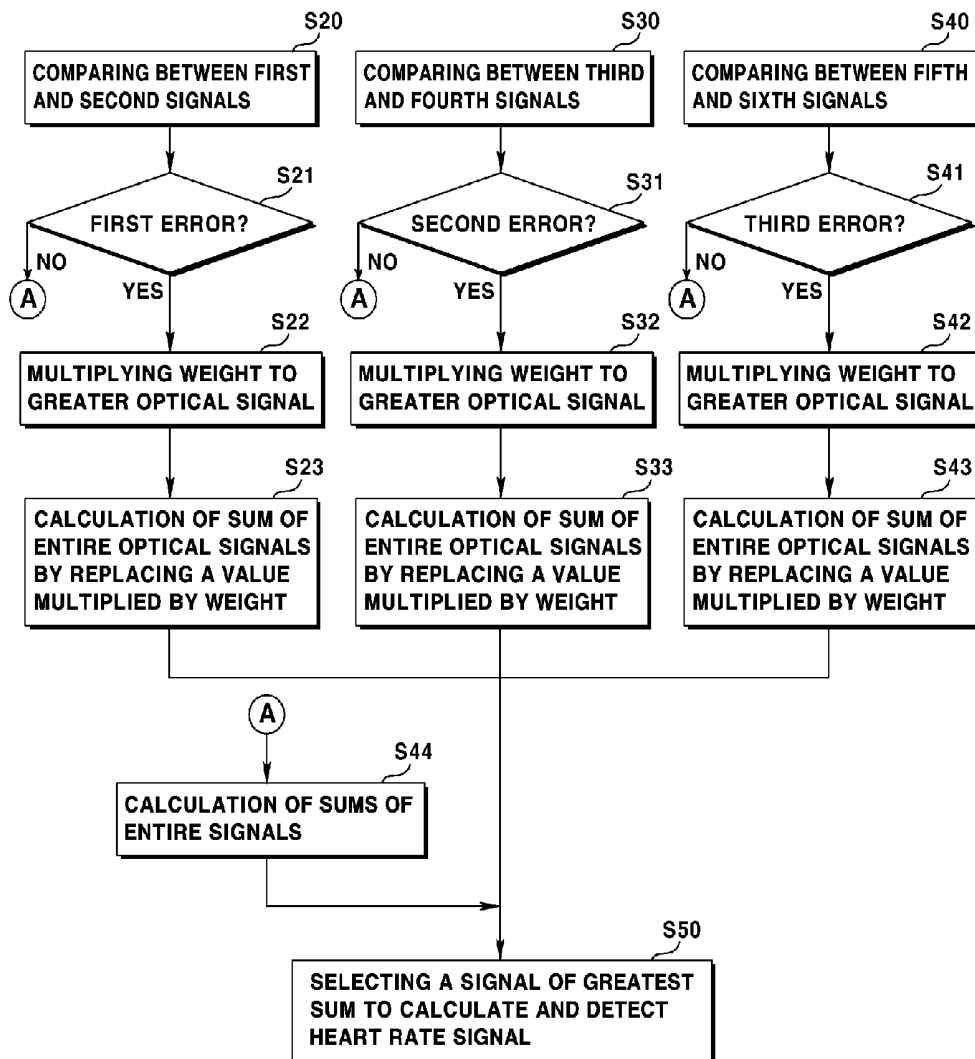 S20
COMPARING BETWEEN FIRST
AND SECOND SIGNALS
S21
FIRST ERROR?
NO
A
YES
S22
MULTIPLYING WEIGHT TO
GREATER OPTICAL SIGNAL
S23
CALCULATION OF SUM OF
ENTIRE OPTICAL SIGNALS
BY REPLACING A VALUE
MULTIPLIED BY WEIGHT
S30
COMPARING BETWEEN THIRD
AND FOURTH SIGNALS
S31
SECOND ERROR?
NO
A
YES
S32
MULTIPLYING WEIGHT TO
GREATER OPTICAL SIGNAL
S33
CALCULATION OF SUM OF
ENTIRE OPTICAL SIGNALS
BY REPLACING A VALUE
MULTIPLIED BY WEIGHT
S40
COMPARING BETWEEN FIFTH
AND SIXTH SIGNALS
S41
THIRD ERROR?
NO
A
YES
S42
MULTIPLYING WEIGHT TO
GREATER OPTICAL SIGNAL
S43
CALCULATION OF SUM OF
ENTIRE OPTICAL SIGNALS
BY REPLACING A VALUE
MULTIPLIED BY WEIGHT
A
S44
CALCULATION OF SUMS OF
ENTIRE SIGNALS
S50
SELECTING A SIGNAL OF GREATEST
SUM TO CALCULATE AND DETECT
HEART RATE SIGNAL